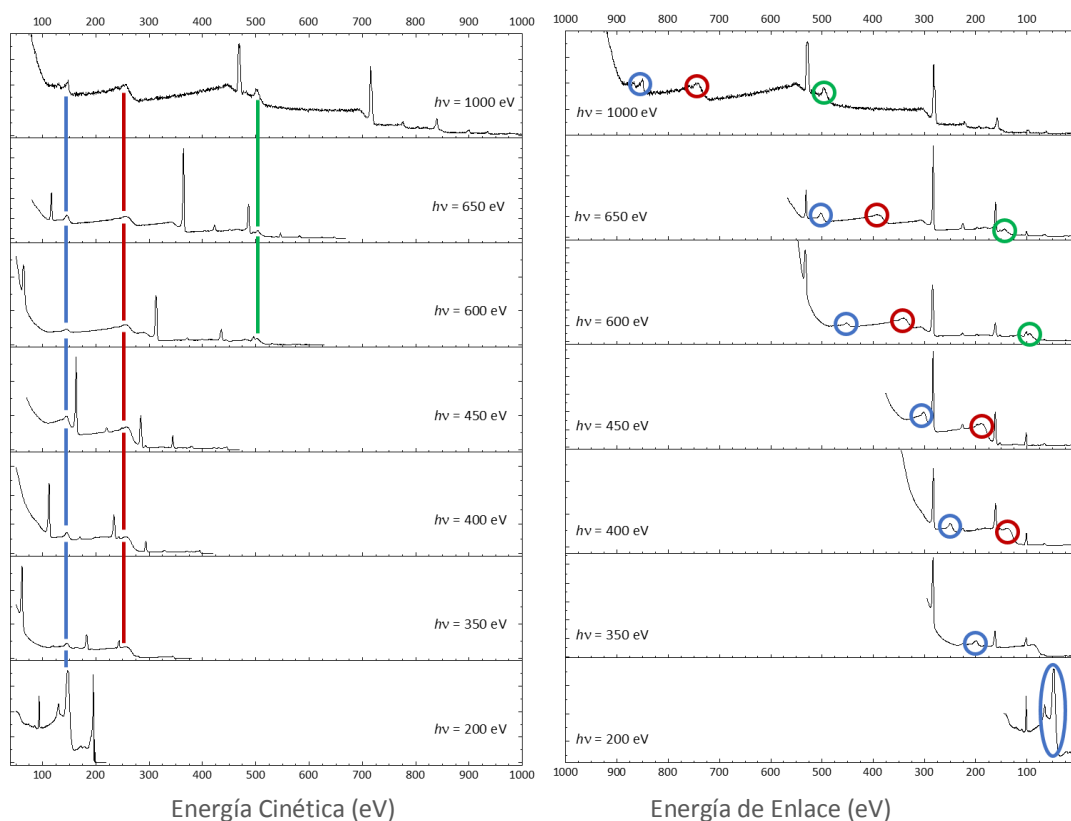 100 200 300 400 500 600 700 800 900 1000
1000 900 800 700 600 500 400 300 200 100
hν = 1000 eV
hν = 650 eV
hν = 600 eV
hν = 450 eV
hν = 400 eV
hν = 350 eV
hν = 200 eV
hν = 1000 eV
hν = 650 eV
hν = 600 eV
hν = 450 eV
hν = 400 eV
hν = 350 eV
hν = 200 eV
100 200 300 400 500 600 700 800 900 1000
1000 900 800 700 600 500 400 300 200 100
Energía Cinética (eV)
Energía de Enlace (eV)